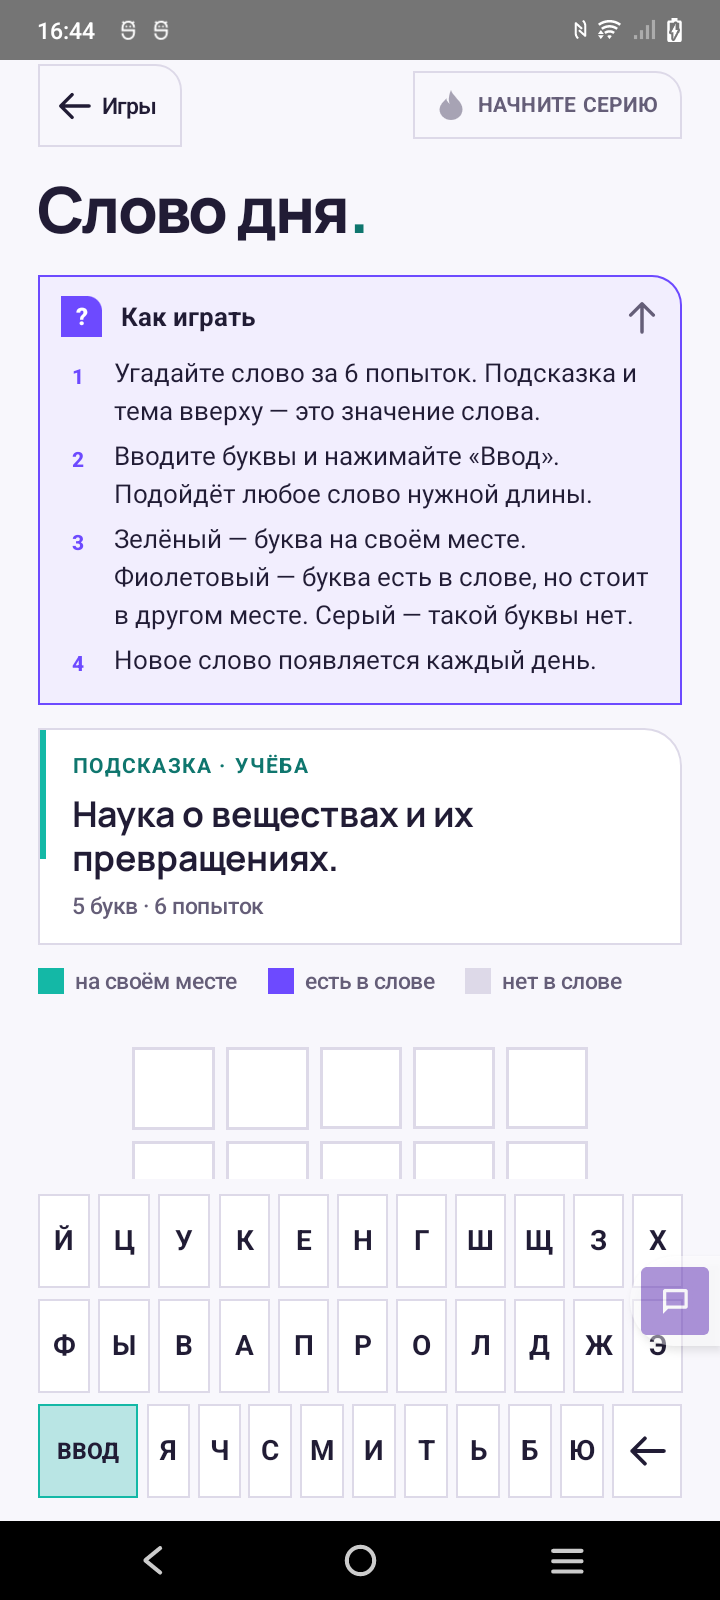 16:44
Игры
НАЧНИТЕ СЕРИЮ
Слово дня.
? Как играть
1 Угадайте слово за 6 попыток. Подсказка и
тема вверху — это значение слова.
2 Вводите буквы и нажимайте «Ввод».
Подойдёт любое слово нужной длины.
3 Зелёный — буква на своём месте.
Фиолетовый — буква есть в слове, но стоит
в другом месте. Серый — такой буквы нет.
4 Новое слово появляется каждый день.
ПОДСКАЗКА · УЧЁБА
Наука о веществах и их
превращениях.
5 букв · 6 попыток
на своём месте есть в слове нет в слове
Й Ц У К Е Н Г Ш Щ З Х
Ф Ы В А П Р О Л Д Ж Э
ВВОД Я Ч С М И Т Ь Б Ю